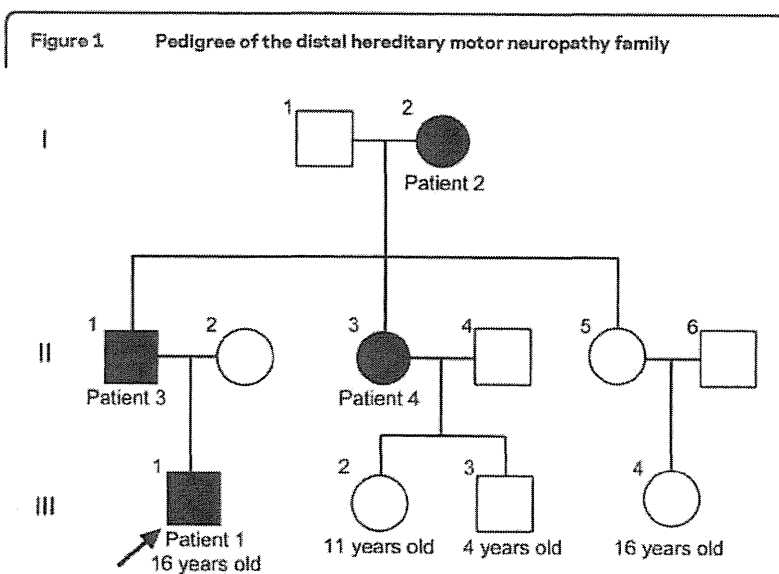 Figure 1 Pedigree of the distal hereditary motor neuropathy family
I
1 2
Patient 2
II
1 2 3 4 5 6
Patient 3 Patient 4
III
1 2 3 4
Patient 1
16 years old 11 years old 4 years old 16 years old